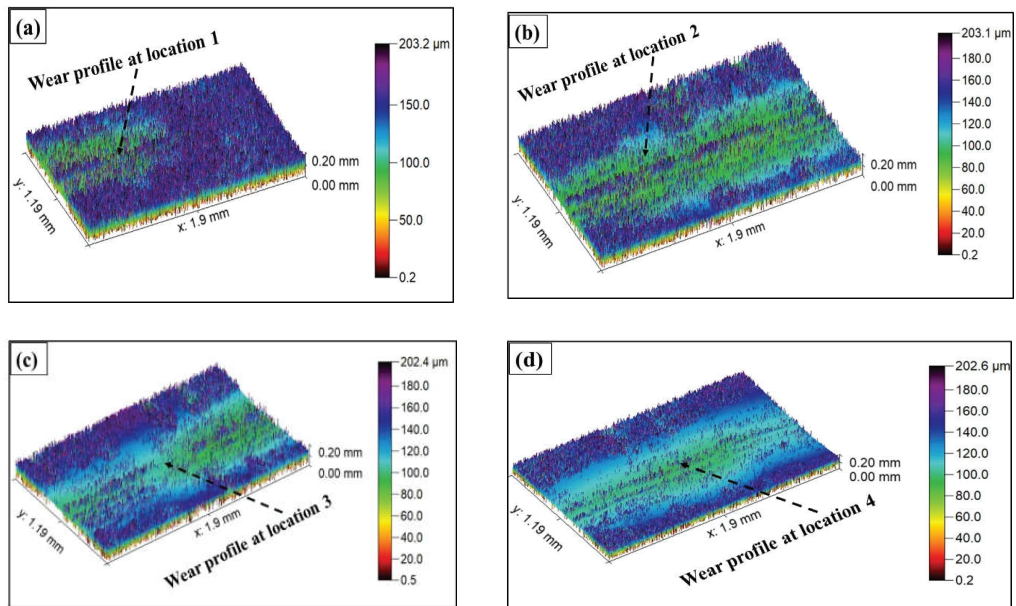 (a)
Wear profile at location 1
203.2 µm
150.0
100.0
50.0
0.2
0.20 mm
0.00 mm
y: 1.19 mm
x: 1.9 mm
(b)
Wear profile at location 2
203.1 µm
180.0
160.0
140.0
120.0
100.0
80.0
60.0
40.0
20.0
0.2
0.20 mm
0.00 mm
y: 1.19 mm
x: 1.9 mm
(c)
202.4 µm
180.0
160.0
140.0
120.0
100.0
80.0
60.0
40.0
20.0
0.5
0.20 mm
0.00 mm
y: 1.19 mm
x: 1.9 mm
Wear profile at location 3
(d)
202.6 µm
180.0
160.0
140.0
120.0
100.0
80.0
60.0
40.0
20.0
0.2
0.20 mm
0.00 mm
y: 1.19 mm
x: 1.9 mm
Wear profile at location 4